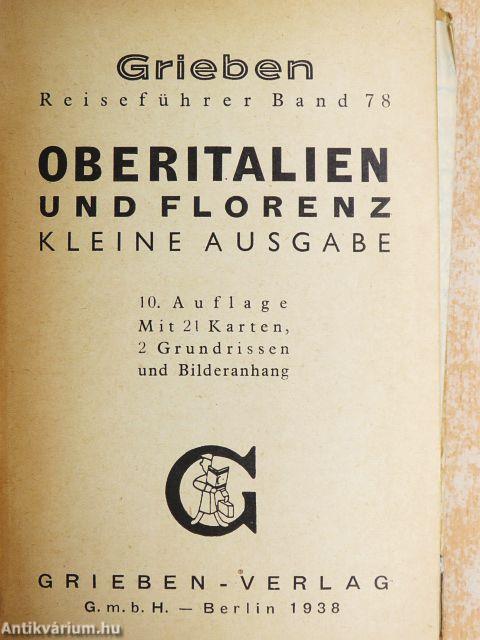 Grieben
Reiseführer Band 78
OBERITALIEN
UND FLORENZ
KLEINE AUSGABE
10. Auflage
Mit 21 Karten,
2 Grundrissen
und Bilderanhang
G
GRIEBEN-VERLAG
G.m.b.H. — Berlin 1938
Antikvárium.hu